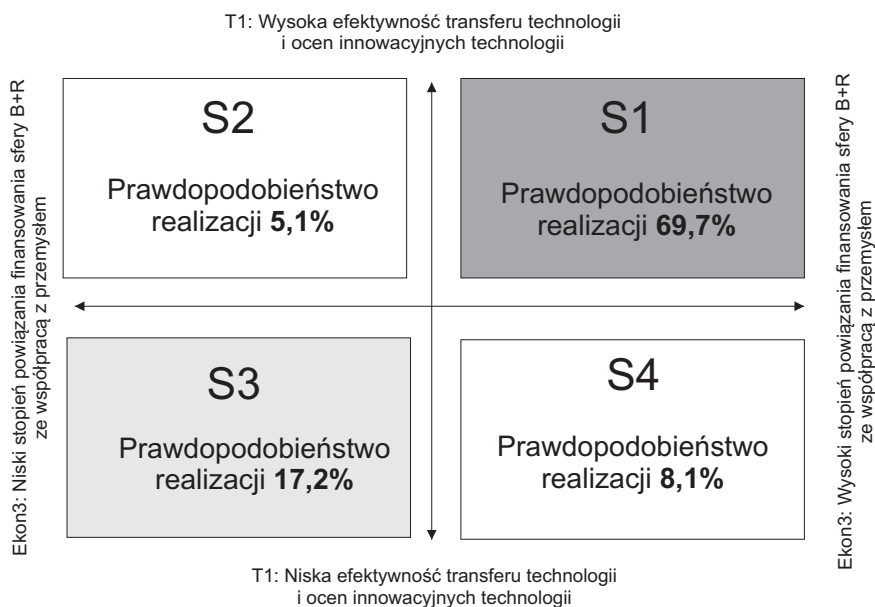 T1: Wysoka efektywność transferu technologii
i ocen innowacyjnych technologii
Ekon3: Niski stopień powiązania finansowania sfery B+R
ze współpracą z przemysłem
S2
Prawdopodobieństwo
realizacji 5,1%
S1
Prawdopodobieństwo
realizacji 69,7%
S3
Prawdopodobieństwo
realizacji 17,2%
S4
Prawdopodobieństwo
realizacji 8,1%
Ekon3: Wysoki stopień powiązania finansowania sfery B+R
ze współpracą z przemysłem
T1: Niska efektywność transferu technologii
i ocen innowacyjnych technologii